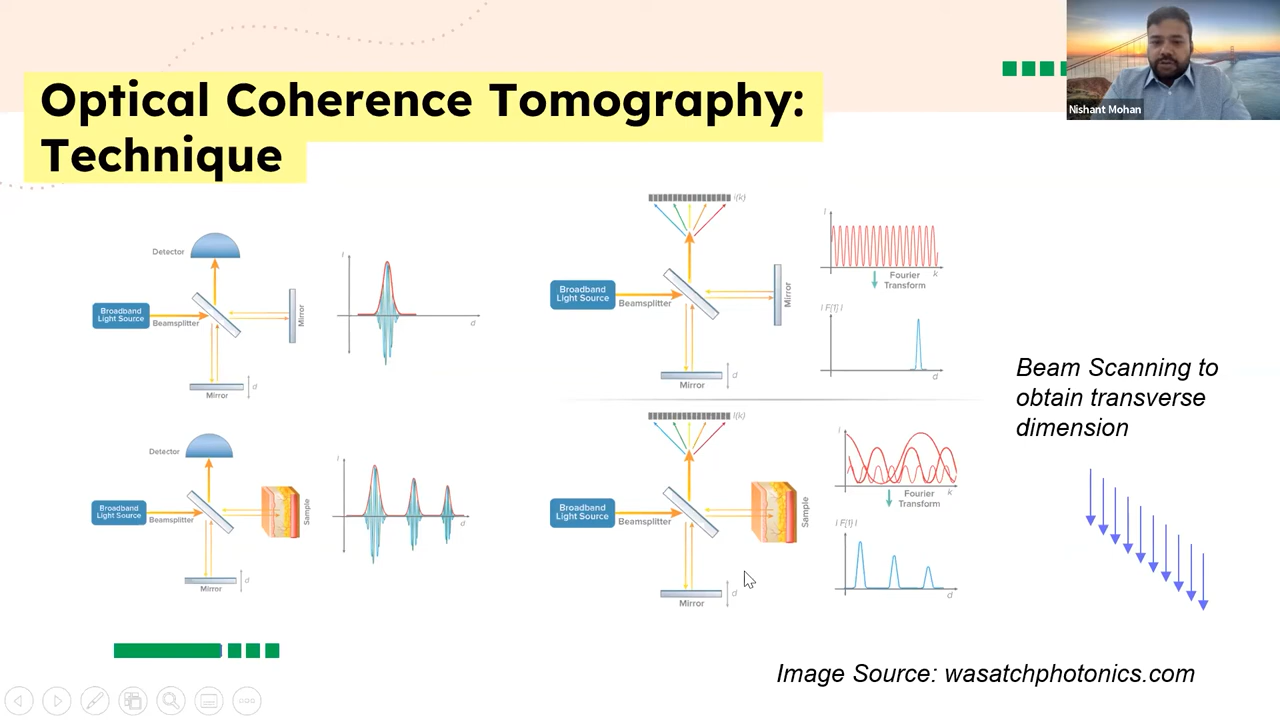 Nishant Mohan
Optical Coherence Tomography:
Technique
Detector
Broadband
Light Source
Beamsplitter
Mirror
Mirror
d
I
d
Detector
Broadband
Light Source
Beamsplitter
Sample
Mirror
d
I
d
i(k)
Broadband
Light Source
Beamsplitter
Mirror
Mirror
d
I
k
Fourier
Transform
I F{1} I
d
I(k)
Broadband
Light Source
Beamsplitter
Sample
Mirror
d
I
k
Fourier
Transform
I F{1} I
d
Beam Scanning to
obtain transverse
dimension
Image Source: wasatchphotonics.com